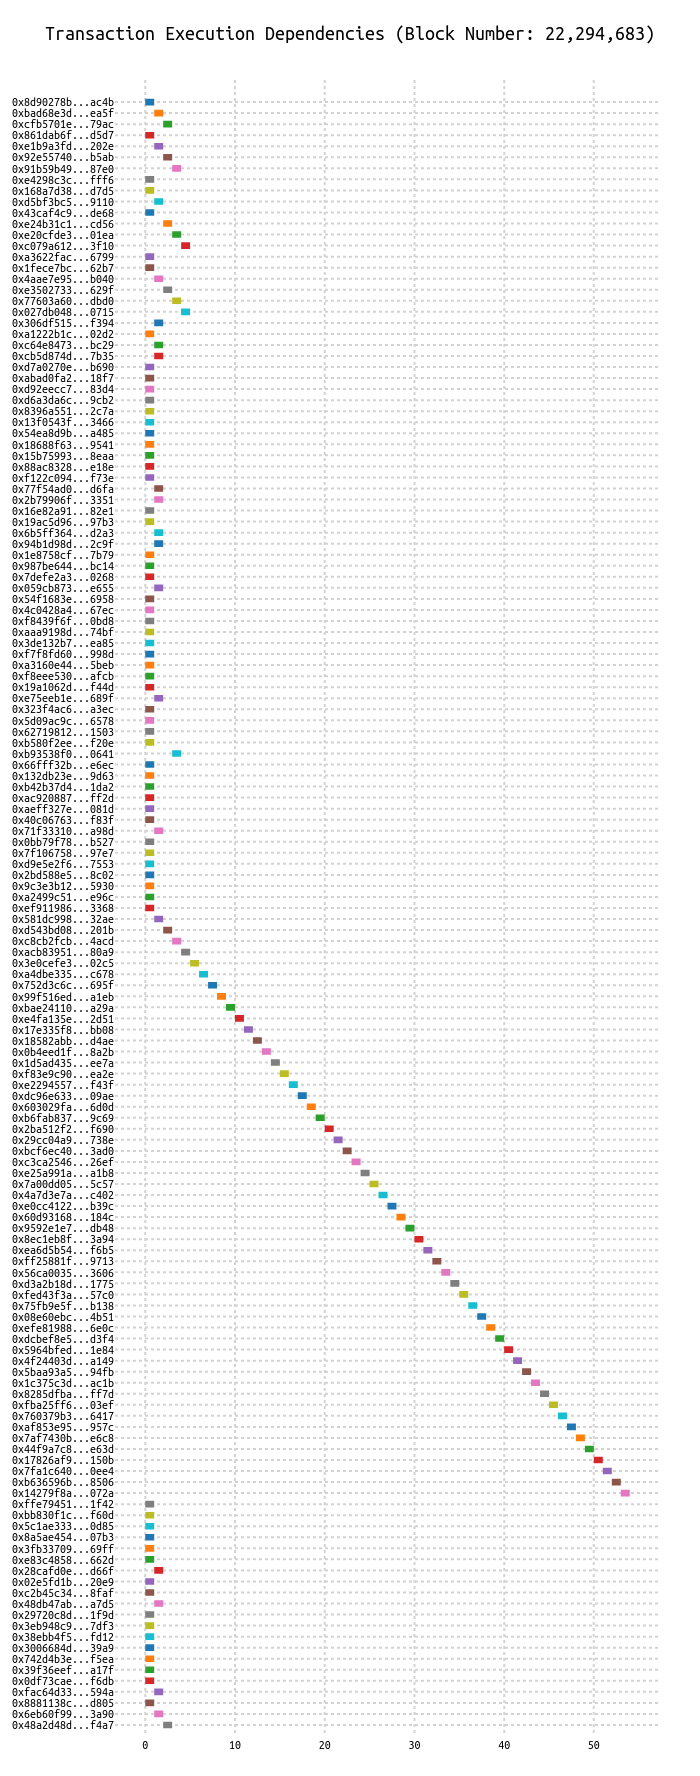 Transaction Execution Dependencies (Block Number: 22,294,683)
0x8d90278b...ac4b
0xbad68e3d...ea5f
0xcfb5701e...79ac
0x861dab6f...d5d7
0xe1b9a3fd...202e
0x92e55740...b5ab
0x91b59b49...87e0
0xe4298c3c...fff6
0x168a7d38...d7d5
0xd5bf3bc5...9110
0x43caf4c9...de68
0xe24b31c1...cd56
0xe20cfde3...01ea
0xc079a612...3f10
0xa3622fac...6799
0x1fece7bc...62b7
0x4aae7e95...b040
0xe3502733...629f
0x77603a60...dbd0
0x027db048...0715
0x306df515...f394
0xa1222b1c...02d2
0xc64e8473...bc29
0xcb5d874d...7b35
0xd7a0270e...b690
0xabad0fa2...18f7
0xd92eecc7...83d4
0xd6a3da6c...9cb2
0x8396a551...2c7a
0x13f0543f...3466
0x54ea8d9b...a485
0x18688f63...9541
0x15b75993...8eaa
0x88ac8328...e18e
0xf122c094...f73e
0x77f54ad0...d6fa
0x2b79906f...3351
0x16e82a91...82e1
0x19ac5d96...97b3
0x6b5ff364...d2a3
0x94b1d98d...2c9f
0x1e8758cf...7b79
0x987be644...bc14
0x7defe2a3...0268
0x059cb873...e655
0x54f1683e...6958
0x4c0428a4...67ec
0xf8439f6f...0bd8
0xaaa9198d...74bf
0x3de132b7...ea85
0xf7f8fd60...998d
0xa3160e44...5beb
0xf8eee530...afcb
0x19a1062d...f44d
0xe75eeb1e...689f
0x323f4ac6...a3ec
0x5d09ac9c...6578
0x62719812...1503
0xb580f2ee...f20e
0xb93538f0...0641
0x66fff32b...e6ec
0x132db23e...9d63
0xb42b37d4...1da2
0xac920887...ff2d
0xaeff327e...081d
0x40c06763...f83f
0x71f33310...a98d
0x0bb79f78...b527
0x7f106758...97e7
0xd9e5e2f6...7553
0x2bd588e5...8c02
0x9c3e3b12...5930
0xa2499c51...e96c
0xef911986...3368
0x581dc998...32ae
0xd543bd08...201b
0xc8cb2fcb...4acd
0xacb83951...80a9
0x3e0cefe3...02c5
0xa4dbe335...c678
0x752d3c6c...695f
0x99f516ed...a1eb
0xbae24110...a29a
0xe4fa135e...2d51
0x17e335f8...bb08
0x18582abb...d4ae
0x0b4eed1f...8a2b
0x1d5ad435...ee7a
0xf83e9c90...ea2e
0xe2294557...f43f
0xdc96e633...09ae
0x603029fa...6d0d
0xb6fab837...9c69
0x2ba512f2...f690
0x29cc04a9...738e
0xbcf6ec40...3ad0
0xc3ca2546...26ef
0xe25a991a...a1b8
0x7a00dd05...5c57
0x4a7d3e7a...c402
0xe0cc4122...b39c
0x60d93168...184c
0x9592e1e7...db48
0x8ec1eb8f...3a94
0xea6d5b54...f6b5
0xff25881f...9713
0x56ca0035...3606
0xd3a2b18d...1775
0xfed43f3a...57c0
0x75fb9e5f...b138
0x08e60ebc...4b51
0xefe81988...6e0c
0xdcbef8e5...d3f4
0x5964bfed...1e84
0x4f24403d...a149
0x5baa93a5...94fb
0x1c375c3d...ac1b
0x8285dfba...ff7d
0xfba25ff6...03ef
0x760379b3...6417
0xaf853e95...957c
0x7af7430b...e6c8
0x44f9a7c8...e63d
0x17826af9...150b
0x7fa1c640...0ee4
0xb636596b...8506
0x14279f8a...072a
0xffe79451...1f42
0xbb830f1c...f60d
0x5c1ae333...0d85
0x8a5ae454...07b3
0x3fb33709...69ff
0xe83c4858...662d
0x28cafd0e...d66f
0x02e5fd1b...20e9
0xc2b45c34...8faf
0x48db47ab...a7d5
0x29720c8d...1f9d
0x3eb948c9...7df3
0x38ebb4f5...fd12
0x3006684d...39a9
0x742d4b3e...f5ea
0x39f36eef...a17f
0x0df73cae...f6db
0xfac64d33...594a
0x8881138c...d805
0x6eb60f99...3a90
0x48a2d48d...f4a7
0 10 20 30 40 50